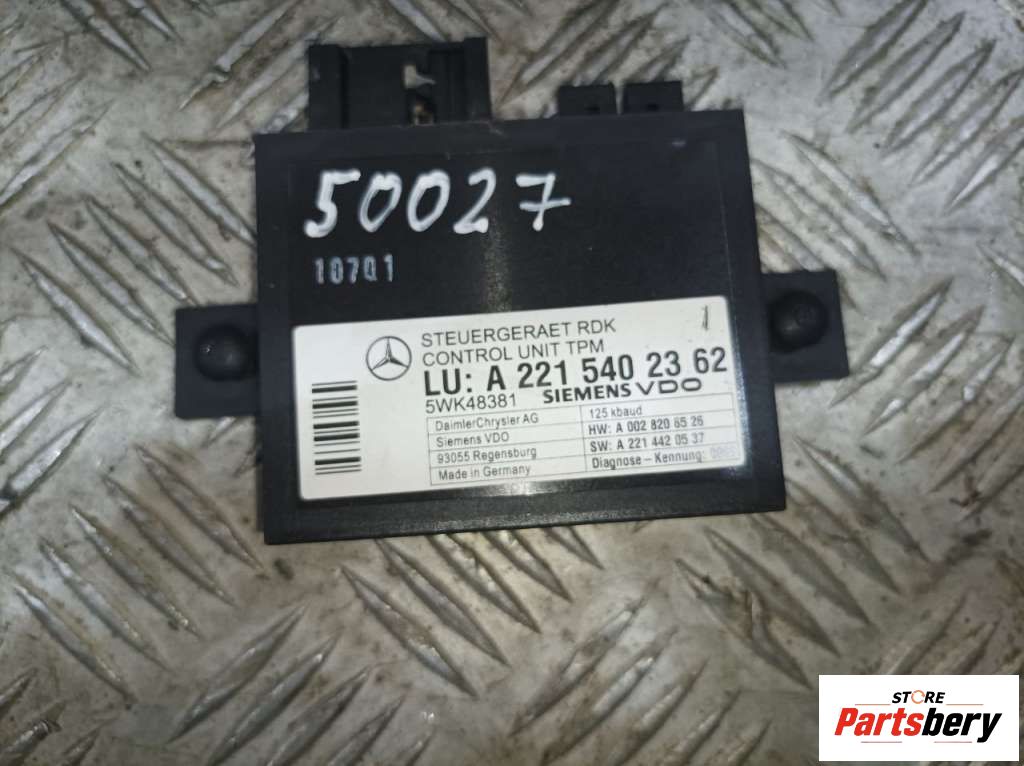 50027
10701
STEUERGERAET RDK
CONTROL UNIT TPM
LU: A 221 540 23 62
5WK48381 SIEMENS VDO
DaimlerChrysler AG
Siemens VDO
93055 Regensburg
Made in Germany
125 kbaud
HW: A 002 820 85 26
SW: A 221 442 05 37
Diagnose - Kennung:
1
STORE
Partsbery